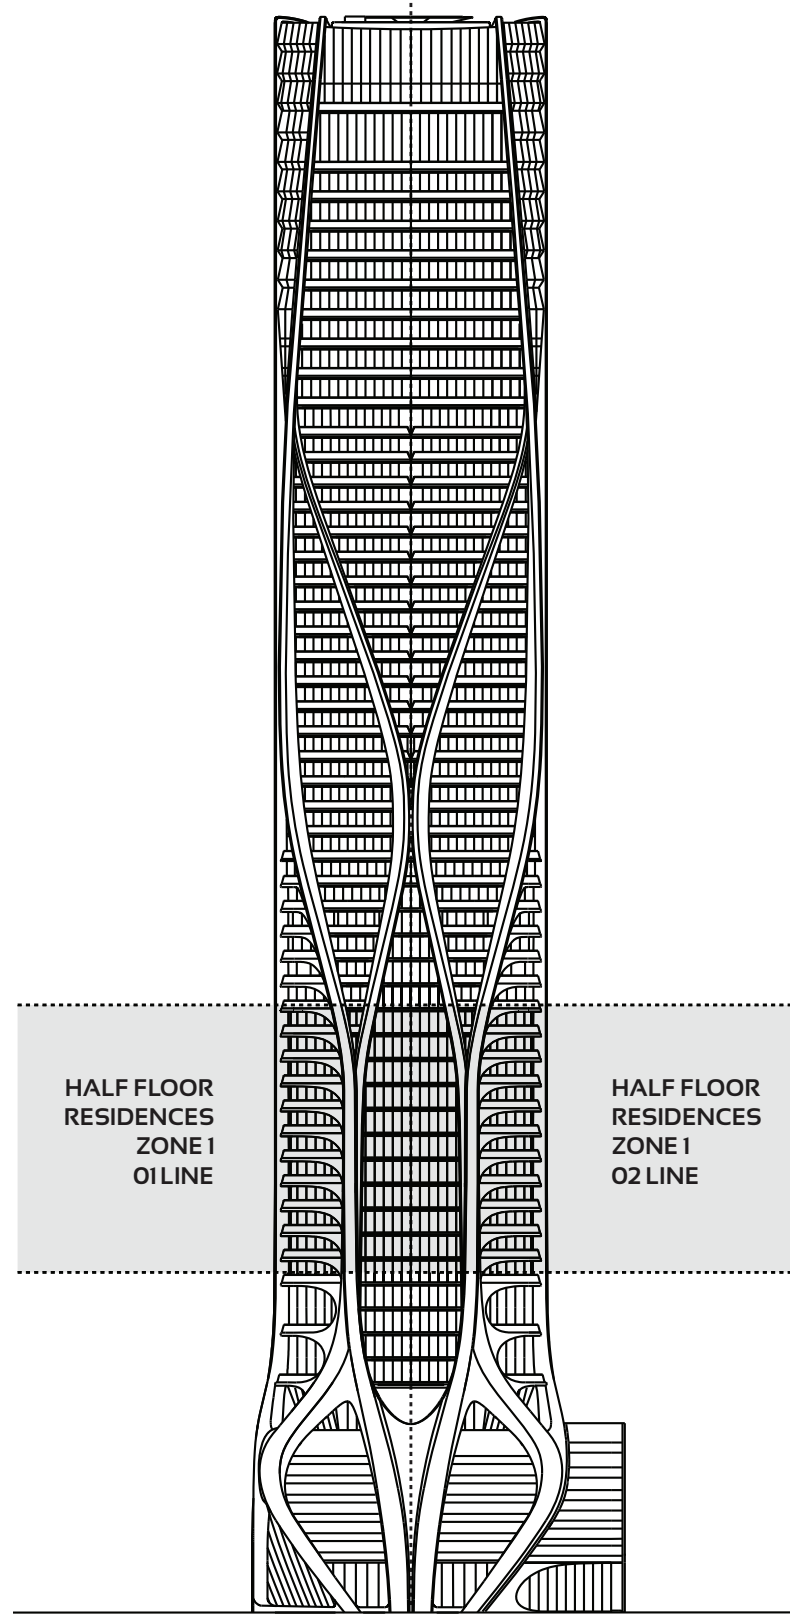 HALF FLOOR
RESIDENCES
ZONE 1
01 LINE
HALF FLOOR
RESIDENCES
ZONE 1
02 LINE